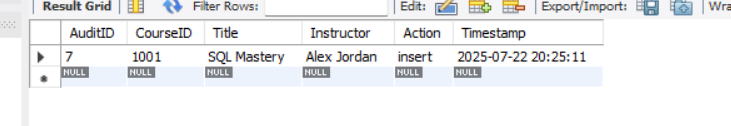 Result Grid Filter Rows: Edit: Export/Import:
AuditID CourseID Title Instructor Action Timestamp
7 1001 SQL Mastery Alex Jordan insert 2025-07-22 20:25:11
NULL NULL NULL NULL NULL NULL